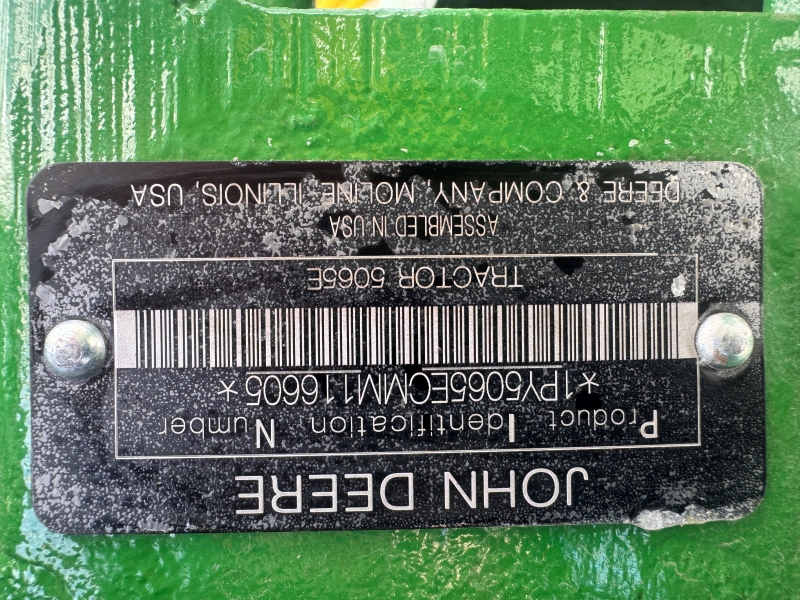 JOHN DEERE
Product Identification Number
*1PY5065ECMM116605*
TRACTOR 5065E
ASSEMBLED IN USA
DEERE & COMPANY, MOLINE, ILLINOIS, USA